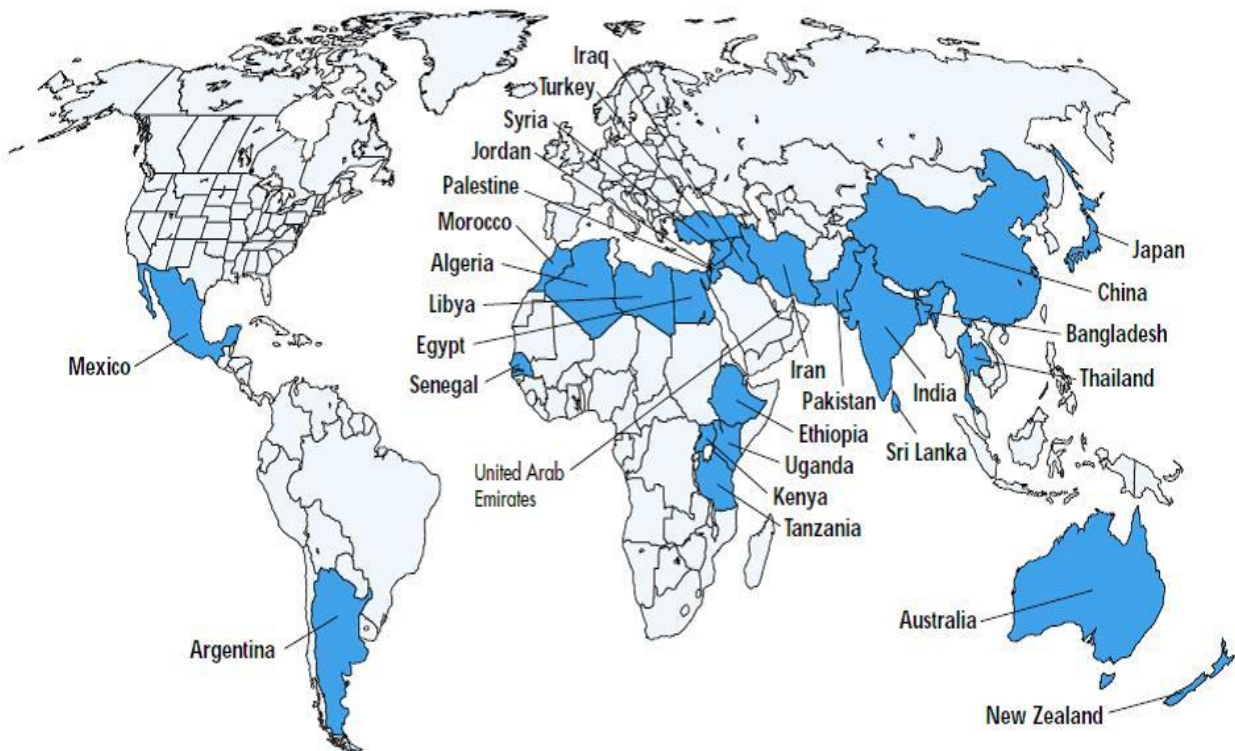 Iraq
Turkey
Syria
Jordan
Palestine
Morocco
Algeria
Libya
Egypt
Senegal
Mexico
Japan
China
Bangladesh
Thailand
Iran
Pakistan
India
Ethiopia
Sri Lanka
Uganda
United Arab
Emirates
Kenya
Tanzania
Australia
Argentina
New Zealand